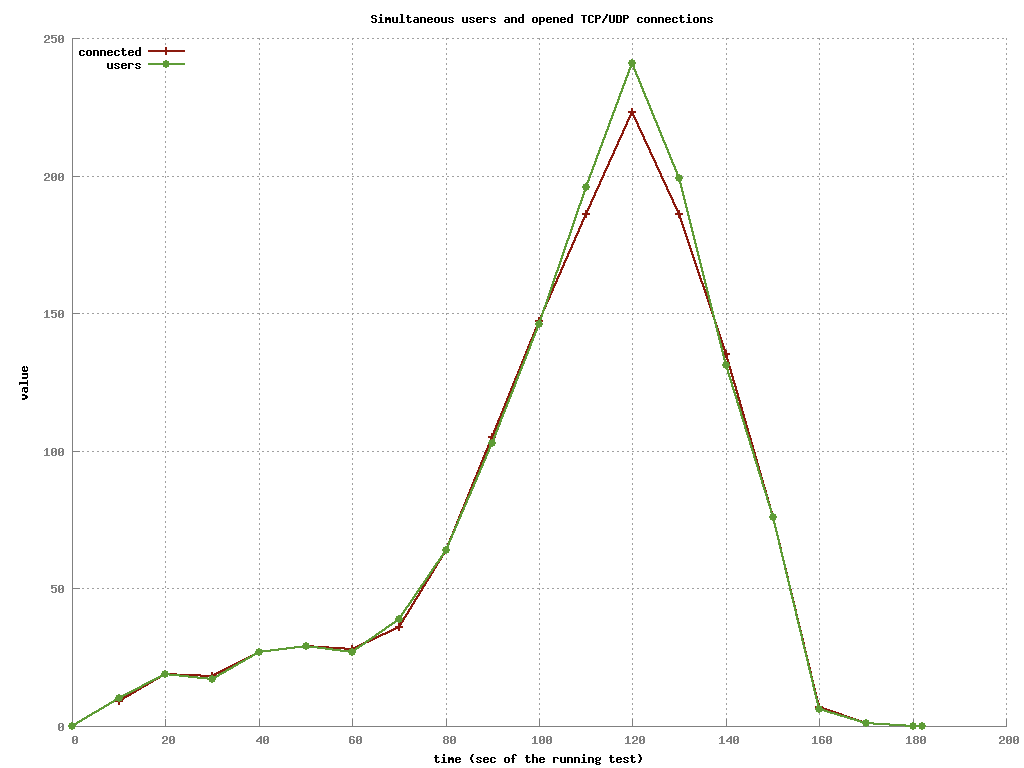 Simultaneous users and opened TCP/UDP connections
250
connected
users
200
150
value
100
50
0
0 20 40 60 80 100 120 140 160 180 200
time (sec of the running test)